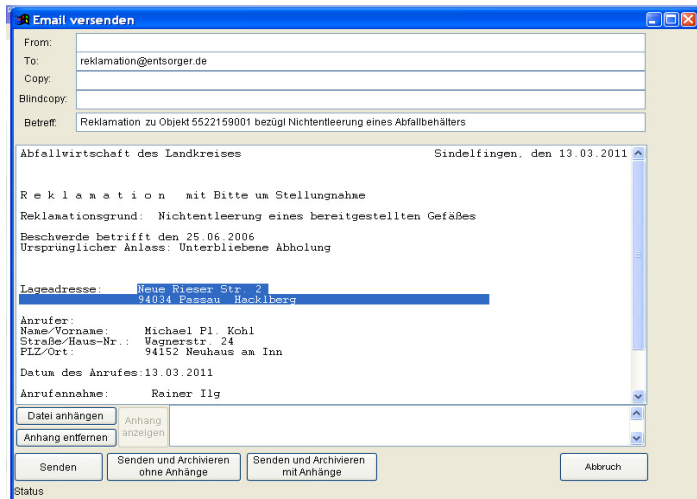 Email versenden
From:
To: reklamation@entsorger.de
Copy:
Blindcopy:
Betreff: Reklamation zu Objekt 5522159001 bezügl Nichtentleerung eines Abfallbehälters
Abfallwirtschaft des Landkreises Sindelfingen, den 13.03.2011
R e k l a m a t i o n mit Bitte um Stellungnahme
Reklamationsgrund: Nichtentleerung eines bereitgestellten Gefäßes
Beschwerde betrifft den 25.06.2006
Ursprünglicher Anlass: Unterbliebene Abholung
Lageadresse: Neue Rieser Str. 2
94034 Passau Hacklberg
Anrufer:
Name/Vorname: Michael Pl. Kohl
Straße/Haus-Nr.: Wagnerstr. 24
PLZ/Ort: 94152 Neuhaus am Inn
Datum des Anrufes:13.03.2011
Anrufannahme: Rainer Ilg
Datei anhängen
Anhang anzeigen
Anhang entfernen
Senden
Senden und Archivieren ohne Anhänge
Senden und Archivieren mit Anhänge
Abbruch
Status